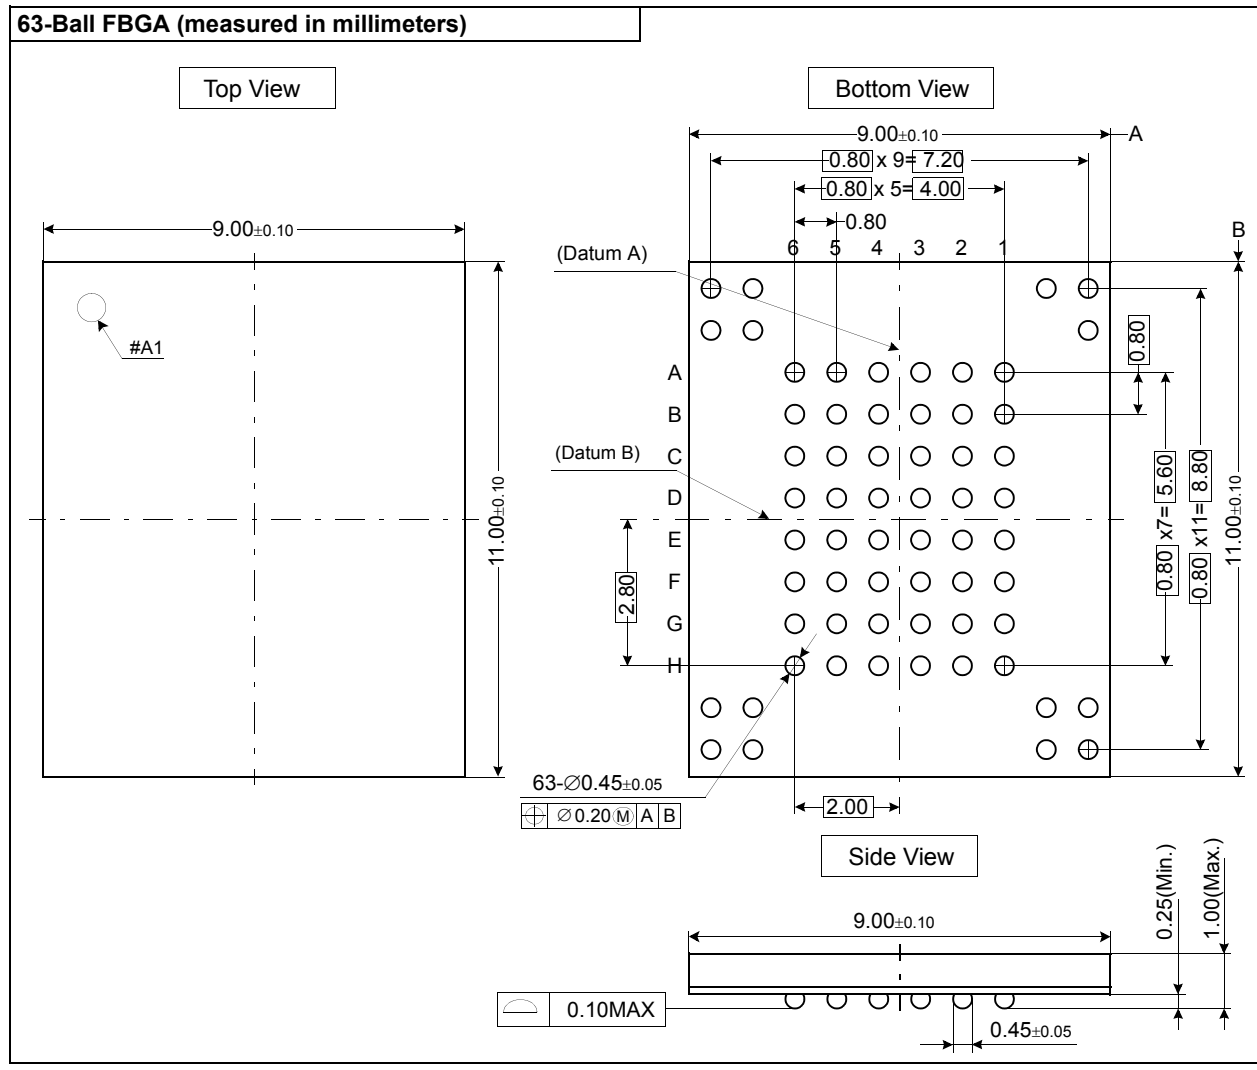 63-Ball FBGA (measured in millimeters)
Top View
Bottom View
9.00±0.10
A
0.80 x 9= 7.20
0.80 x 5= 4.00
0.80
9.00±0.10
B
6 5 4 3 2 1
(Datum A)
#A1
0.80
A
B
(Datum B)
C
D
E
F
G
H
11.00±0.10
2.80
0.80 x7= 5.60
0.80 x11= 8.80
11.00±0.10
63-∅0.45±0.05
∅0.20 Ⓜ A B
2.00
Side View
9.00±0.10
0.25(Min.)
1.00(Max.)
0.10MAX
0.45±0.05